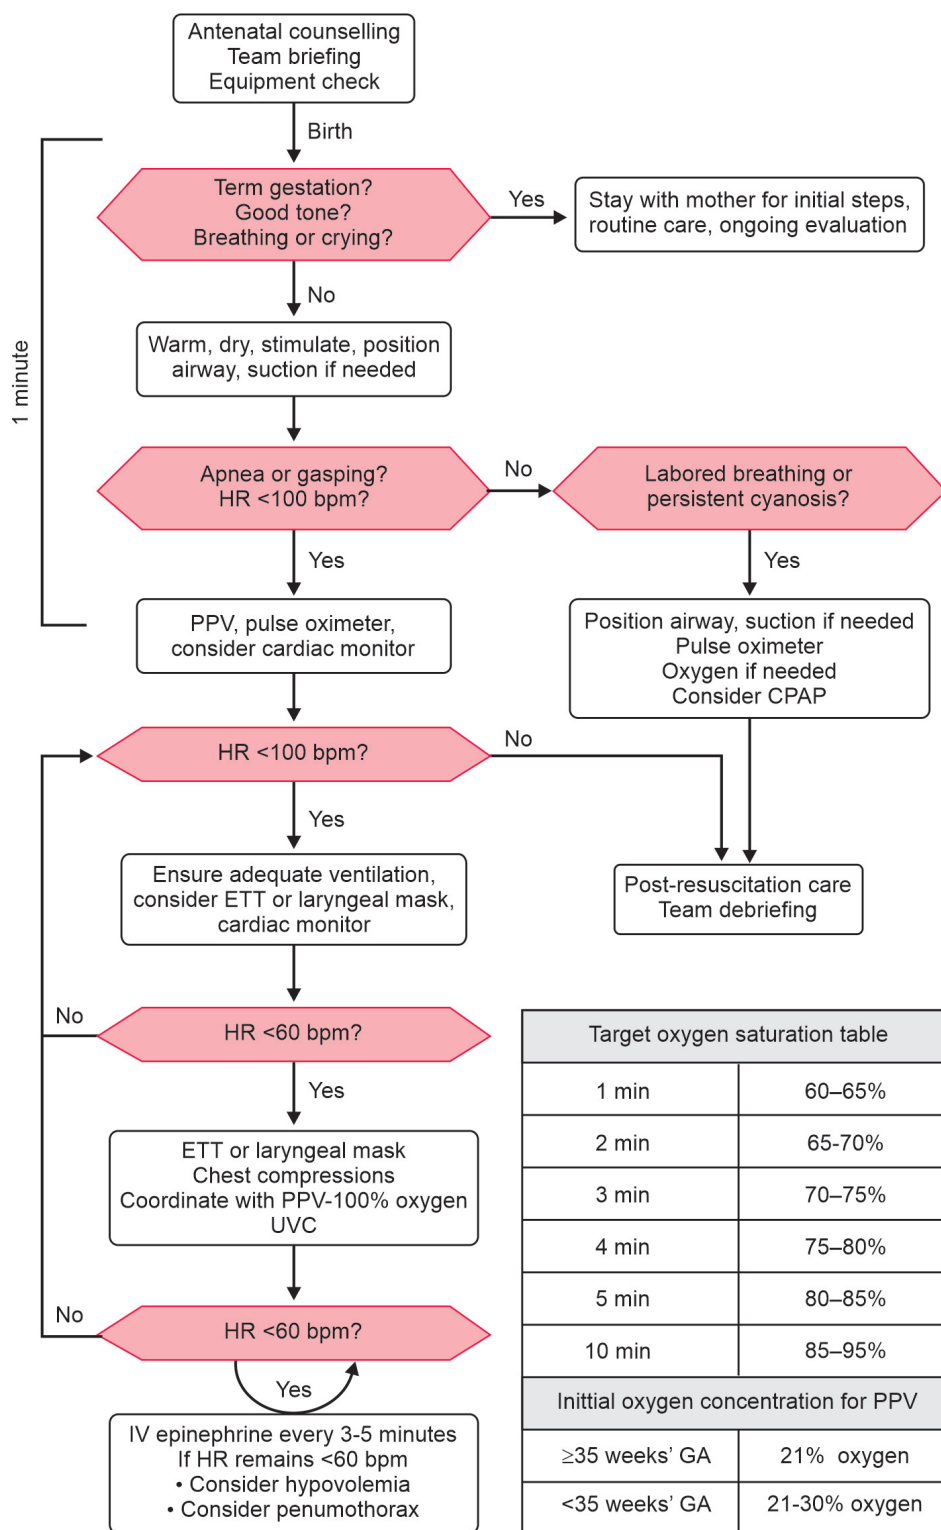 Antenatal counselling
Team briefing
Equipment check
Birth
1 minute
Term gestation?
Good tone?
Breathing or crying?
Yes
Stay with mother for initial steps,
routine care, ongoing evaluation
No
Warm, dry, stimulate, position
airway, suction if needed
Apnea or gasping?
HR <100 bpm?
No
Labored breathing or
persistent cyanosis?
Yes
Yes
PPV, pulse oximeter,
consider cardiac monitor
Position airway, suction if needed
Pulse oximeter
Oxygen if needed
Consider CPAP
HR <100 bpm?
No
Yes
Ensure adequate ventilation,
consider ETT or laryngeal mask,
cardiac monitor
Post-resuscitation care
Team debriefing
No
HR <60 bpm?
Yes
ETT or laryngeal mask
Chest compressions
Coordinate with PPV-100% oxygen
UVC
No
HR <60 bpm?
Yes
IV epinephrine every 3-5 minutes
If HR remains <60 bpm
• Consider hypovolemia
• Consider penumothorax
Target oxygen saturation table
1 min 60–65%
2 min 65-70%
3 min 70–75%
4 min 75–80%
5 min 80–85%
10 min 85–95%
Inittial oxygen concentration for PPV
≥35 weeks' GA 21% oxygen
<35 weeks' GA 21-30% oxygen